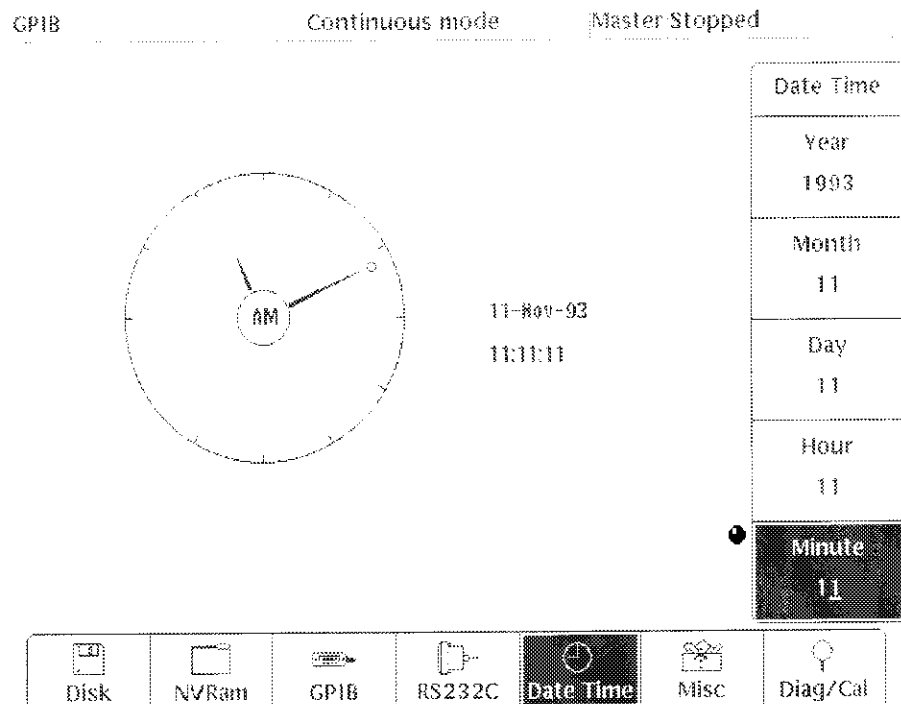 GPIB
Continuous mode
Master Stopped
Date Time
Year
1993
Month
11
Day
11
Hour
11
Minute
11
AM
11-Nov-93
11:11:11
Disk
NVRam
GPIB
RS232C
Date Time
Misc
Diag/Cal